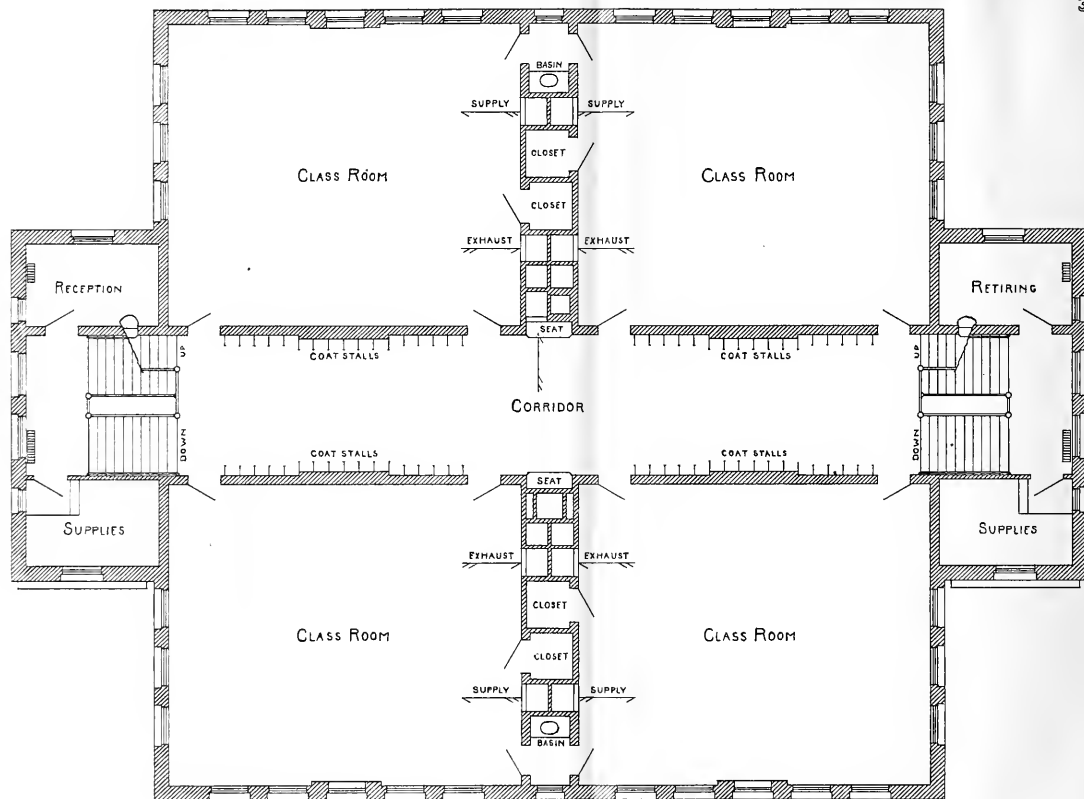 BASIN
SUPPLY SUPPLY
CLOSET
CLASS ROOM CLASS ROOM
CLOSET
EXHAUST EXHAUST
RECEPTION RETIRING
SEAT
UP UP
COAT STALLS COAT STALLS
CORRIDOR
DOWN DOWN
COAT STALLS COAT STALLS
SEAT
SUPPLIES SUPPLIES
EXHAUST EXHAUST
CLOSET
CLASS ROOM CLASS ROOM
CLOSET
SUPPLY SUPPLY
BASIN